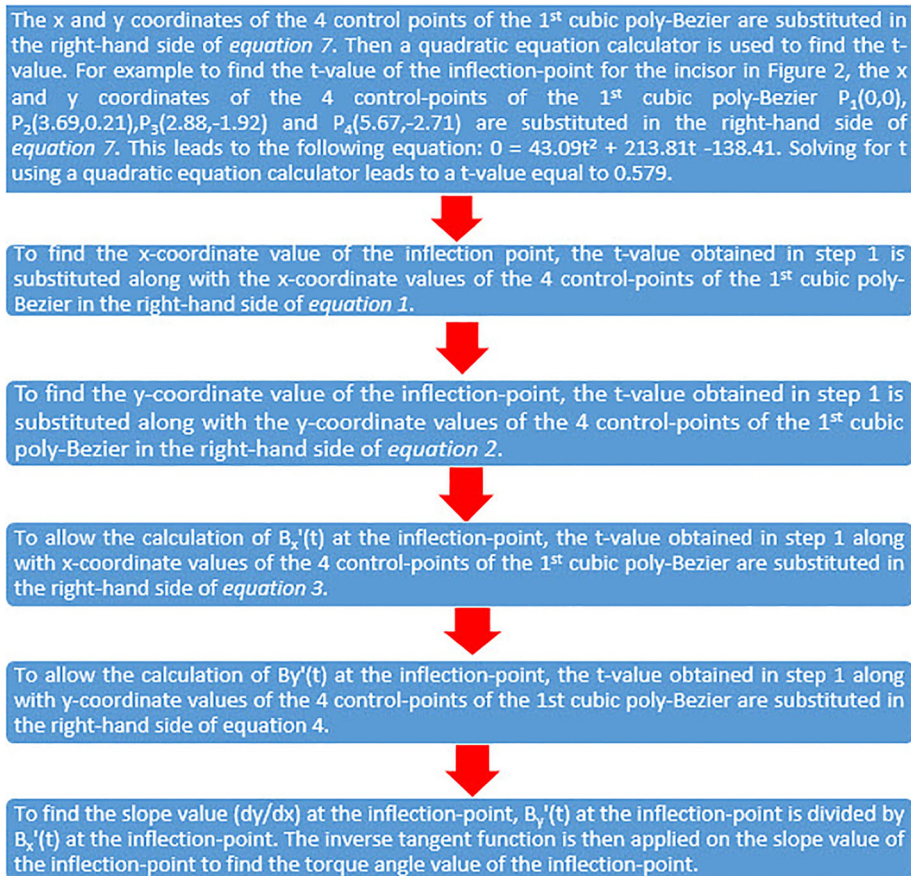 The x and y coordinates of the 4 control points of the 1st cubic poly-Bezier are substituted in
the right-hand side of equation 7. Then a quadratic equation calculator is used to find the t-
value. For example to find the t-value of the inflection-point for the incisor in Figure 2, the x
and y coordinates of the 4 control-points of the 1st cubic poly-Bezier P₁(0,0),
P₂(3.69,0.21),P₃(2.88,-1.92) and P₄(5.67,-2.71) are substituted in the right-hand side of
equation 7. This leads to the following equation: 0 = 43.09t² + 213.81t -138.41. Solving for t
using a quadratic equation calculator leads to a t-value equal to 0.579.
To find the x-coordinate value of the inflection point, the t-value obtained in step 1 is
substituted along with the x-coordinate values of the 4 control-points of the 1st cubic poly-
Bezier in the right-hand side of equation 1.
To find the y-coordinate value of the inflection-point, the t-value obtained in step 1 is
substituted along with the y-coordinate values of the 4 control-points of the 1st cubic
poly-Bezier in the right-hand side of equation 2.
To allow the calculation of Bₓ'(t) at the inflection-point, the t-value obtained in step 1 along
with x-coordinate values of the 4 control-points of the 1st cubic poly-Bezier are substituted in
the right-hand side of equation 3.
To allow the calculation of By'(t) at the inflection-point, the t-value obtained in step 1 along
with y-coordinate values of the 4 control-points of the 1st cubic poly-Bezier are substituted in
the right-hand side of equation 4.
To find the slope value (dy/dx) at the inflection-point, By'(t) at the inflection-point is divided by
Bₓ'(t) at the inflection-point. The inverse tangent function is then applied on the slope value of
the inflection-point to find the torque angle value of the inflection-point.